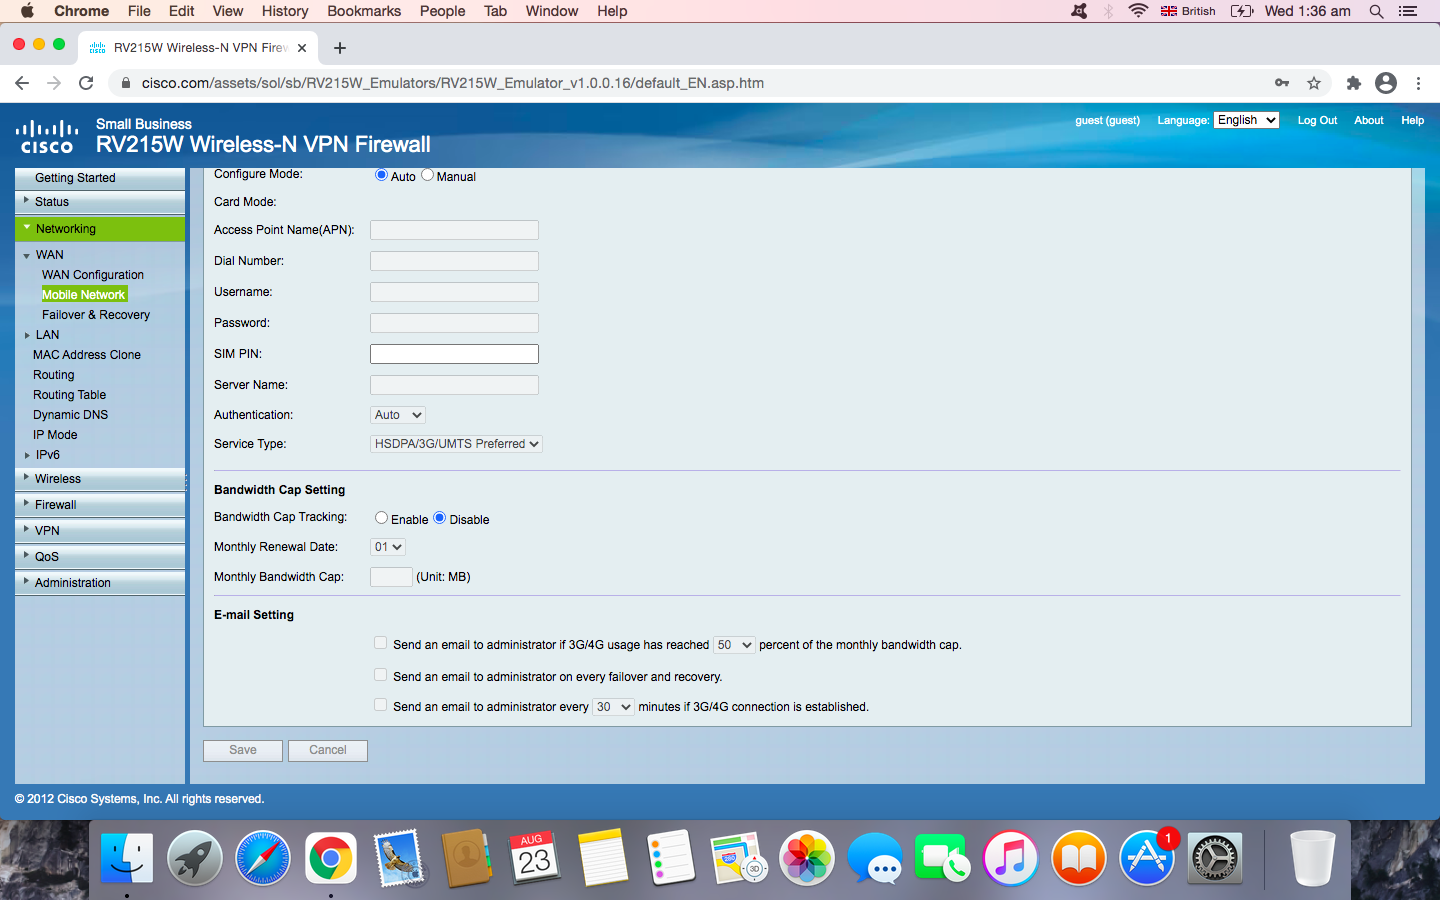 Chrome File Edit View History Bookmarks People Tab Window Help British Wed 1:36 am
RV215W Wireless-N VPN Firew
cisco.com/assets/sol/sb/RV215W_Emulators/RV215W_Emulator_v1.0.0.16/default_EN.asp.htm
cisco Small Business
RV215W Wireless-N VPN Firewall
guest (guest) Language: English Log Out About Help
Getting Started
Status
Networking
WAN
WAN Configuration
Mobile Network
Failover & Recovery
LAN
MAC Address Clone
Routing
Routing Table
Dynamic DNS
IP Mode
IPv6
Wireless
Firewall
VPN
QoS
Administration
Configure Mode: Auto Manual
Card Mode:
Access Point Name(APN):
Dial Number:
Username:
Password:
SIM PIN:
Server Name:
Authentication: Auto
Service Type: HSDPA/3G/UMTS Preferred
Bandwidth Cap Setting
Bandwidth Cap Tracking: Enable Disable
Monthly Renewal Date: 01
Monthly Bandwidth Cap: (Unit: MB)
E-mail Setting
Send an email to administrator if 3G/4G usage has reached 50 percent of the monthly bandwidth cap.
Send an email to administrator on every failover and recovery.
Send an email to administrator every 30 minutes if 3G/4G connection is established.
Save Cancel
© 2012 Cisco Systems, Inc. All rights reserved.
AUG
23
280
3D
1